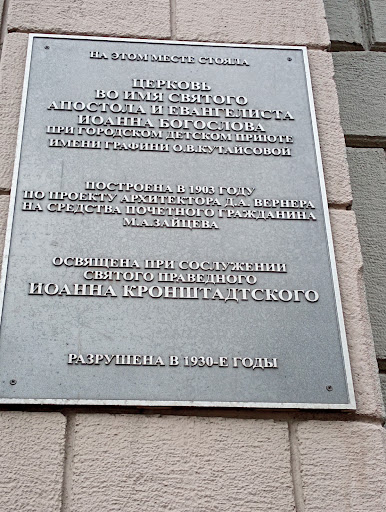 НА ЭТОМ МЕСТЕ СТОЯЛА
ЦЕРКОВЬ
ВО ИМЯ СВЯТОГО
АПОСТОЛА И ЕВАНГЕЛИСТА
ИОАННА БОГОСЛОВА
ПРИ ГОРОДСКОМ ДЕТСКОМ ПРИЮТЕ
ИМЕНИ ГРАФИНИ О.В.КУТАИСОВОЙ
ПОСТРОЕНА В 1903 ГОДУ
ПО ПРОЕКТУ АРХИТЕКТОРА Д.А. ВЕРНЕРА
НА СРЕДСТВА ПОЧЕТНОГО ГРАЖДАНИНА
М.А.ЗАЙЦЕВА
ОСВЯЩЕНА ПРИ СОСЛУЖЕНИИ
СВЯТОГО ПРАВЕДНОГО
ИОАННА КРОНШТАДТСКОГО
РАЗРУШЕНА В 1930-Е ГОДЫ